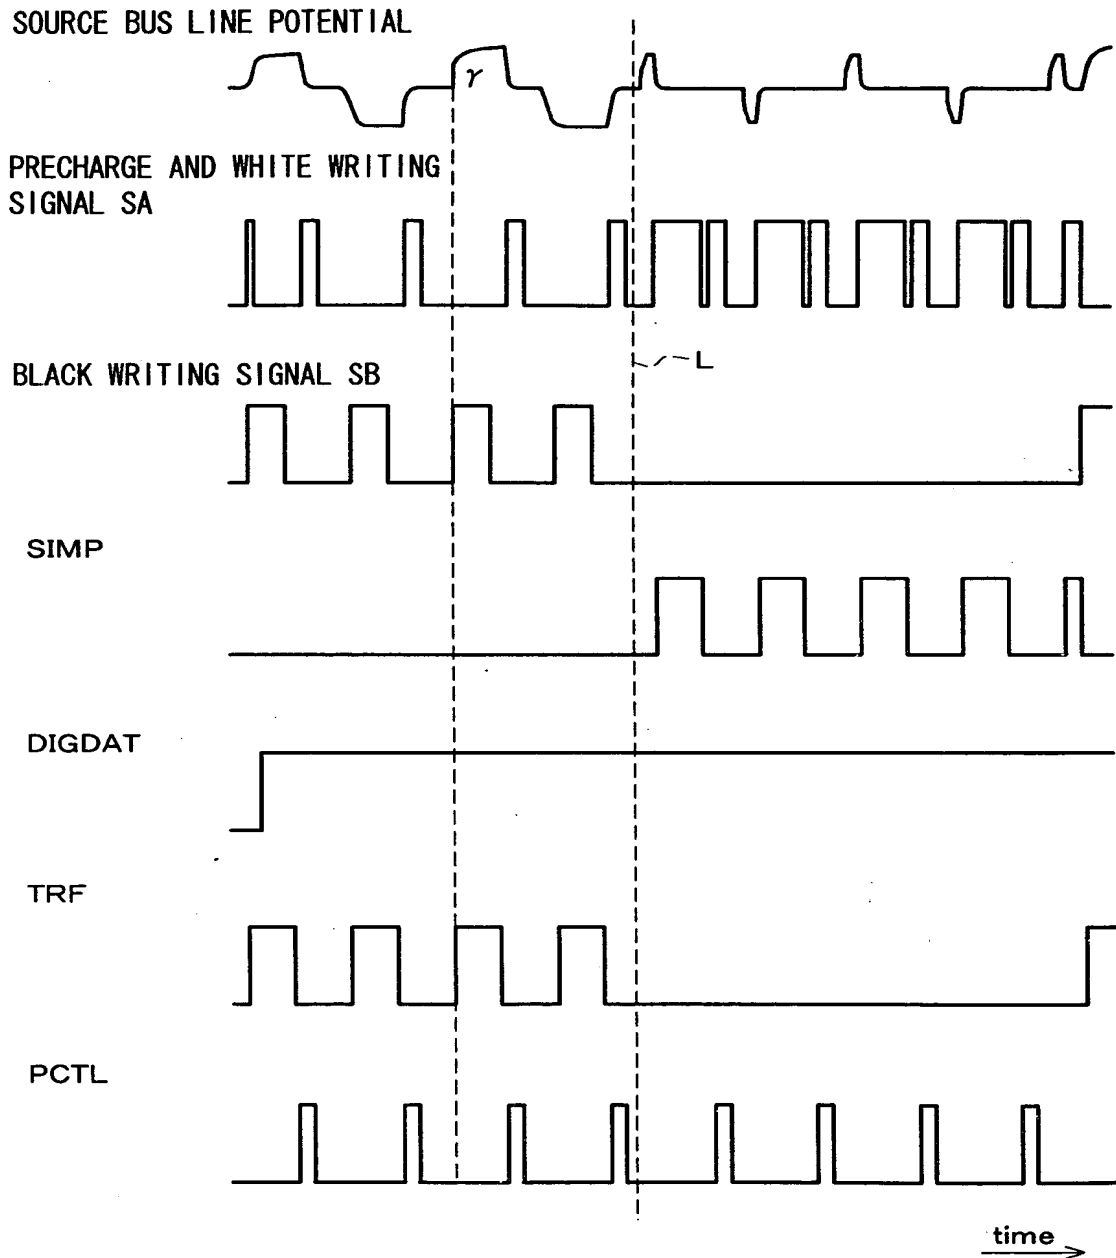 SOURCE BUS LINE POTENTIAL
γ
PRECHARGE AND WHITE WRITING
SIGNAL SA
L
BLACK WRITING SIGNAL SB
SIMP
DIGDAT
TRF
PCTL
time